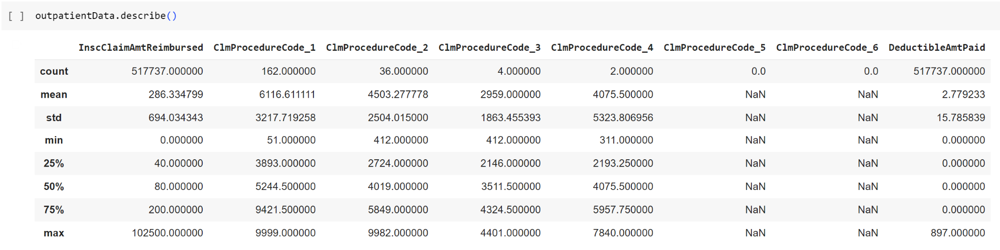 [ ] outpatientData.describe()
InscClaimAmtReimbursed ClmProcedureCode_1 ClmProcedureCode_2 ClmProcedureCode_3 ClmProcedureCode_4 ClmProcedureCode_5 ClmProcedureCode_6 DeductibleAmtPaid
count 517737.000000 162.000000 36.000000 4.000000 2.000000 0.0 0.0 517737.000000
mean 286.334799 6116.611111 4503.277778 2959.000000 4075.500000 NaN NaN 2.779233
std 694.034343 3217.719258 2504.015000 1863.455393 5323.806956 NaN NaN 15.785839
min 0.000000 51.000000 412.000000 412.000000 311.000000 NaN NaN 0.000000
25% 40.000000 3893.000000 2724.000000 2146.000000 2193.250000 NaN NaN 0.000000
50% 80.000000 5244.500000 4019.000000 3511.500000 4075.500000 NaN NaN 0.000000
75% 200.000000 9421.500000 5849.000000 4324.500000 5957.750000 NaN NaN 0.000000
max 102500.000000 9999.000000 9982.000000 4401.000000 7840.000000 NaN NaN 897.000000